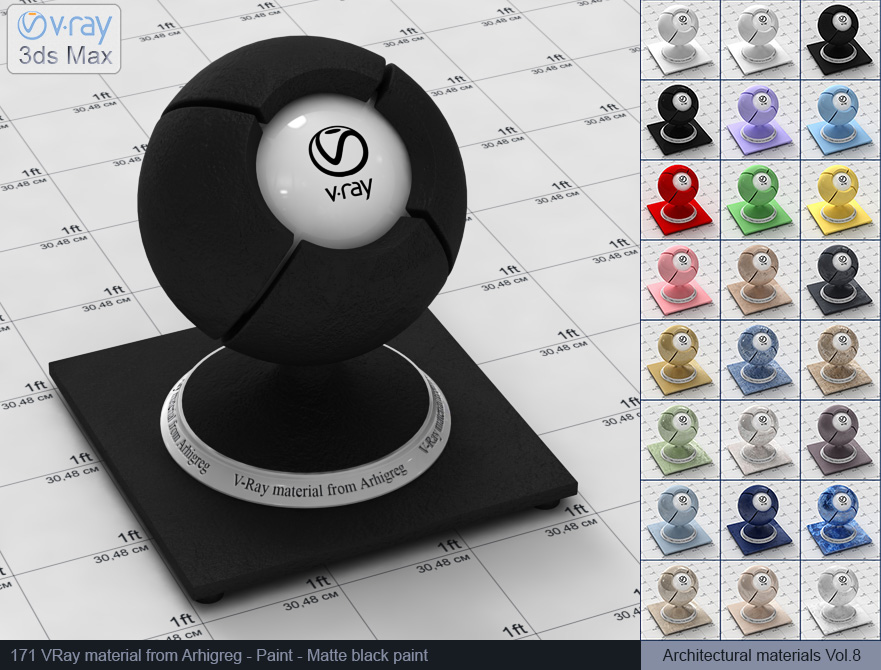 v·ray
3ds Max
v·ray
V-Ray material from Arhigreg
1ft
30,48 см
171 VRay material from Arhigreg - Paint - Matte black paint
Architectural materials Vol.8